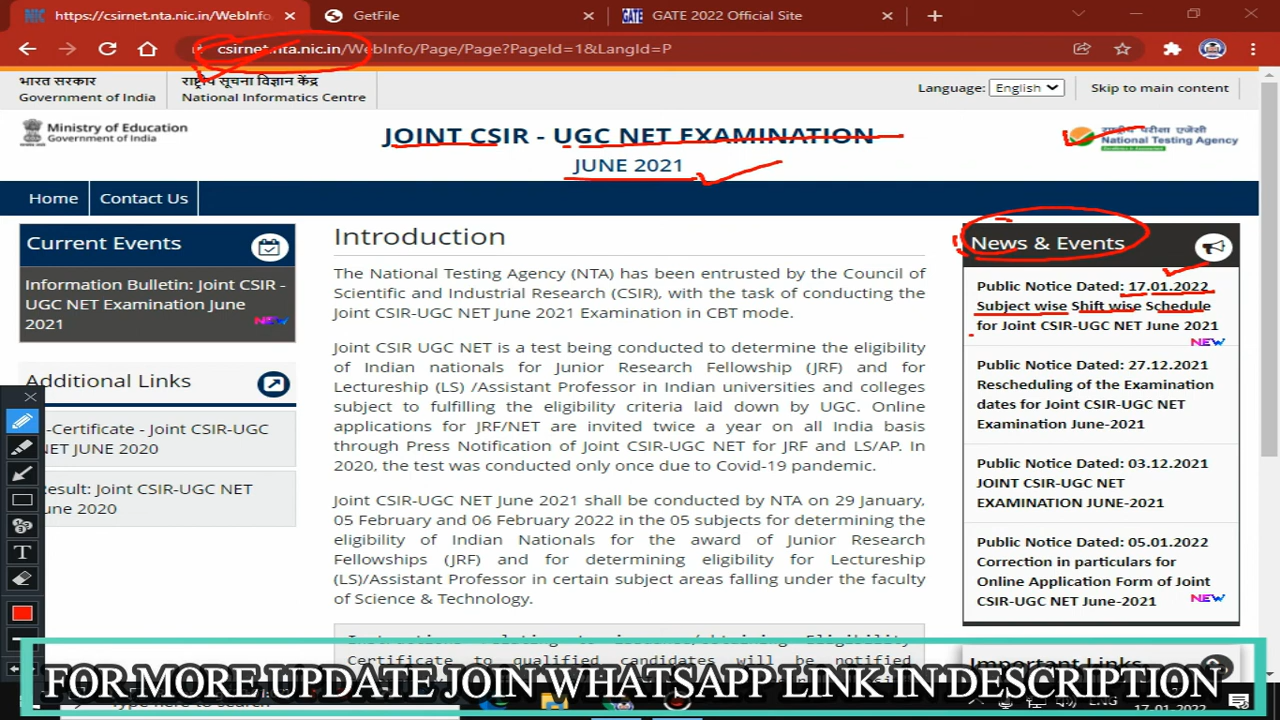 https://csirnet.nta.nic.in/WebInfo
GetFile
GATE 2022 Official Site
csirnet.nta.nic.in/WebInfo/Page/Page?PageId=1&LangId=P
भारत सरकार
Government of India
राष्ट्रीय सूचना विज्ञान केंद्र
National Informatics Centre
Language: English
Skip to main content
Ministry of Education
Government of India
JOINT CSIR - UGC NET EXAMINATION
JUNE 2021
राष्ट्रीय परीक्षा एजेंसी
National Testing Agency
Home
Contact Us
Current Events
Information Bulletin: Joint CSIR -
UGC NET Examination June
2021
NEW
Additional Links
-Certificate - Joint CSIR-UGC
NET JUNE 2020
Result: Joint CSIR-UGC NET
une 2020
Introduction
The National Testing Agency (NTA) has been entrusted by the Council of
Scientific and Industrial Research (CSIR), with the task of conducting the
Joint CSIR-UGC NET June 2021 Examination in CBT mode.
Joint CSIR UGC NET is a test being conducted to determine the eligibility
of Indian nationals for Junior Research Fellowship (JRF) and for
Lectureship (LS) /Assistant Professor in Indian universities and colleges
subject to fulfilling the eligibility criteria laid down by UGC. Online
applications for JRF/NET are invited twice a year on all India basis
through Press Notification of Joint CSIR-UGC NET for JRF and LS/AP. In
2020, the test was conducted only once due to Covid-19 pandemic.
Joint CSIR-UGC NET June 2021 shall be conducted by NTA on 29 January,
05 February and 06 February 2022 in the 05 subjects for determining the
eligibility of Indian Nationals for the award of Junior Research
Fellowships (JRF) and for determining eligibility for Lectureship
(LS)/Assistant Professor in certain subject areas falling under the faculty
of Science & Technology.
Certificate to qualified candidates will be notified
News & Events
Public Notice Dated: 17.01.2022
Subject wise Shift wise Schedule
for Joint CSIR-UGC NET June 2021
NEW
Public Notice Dated: 27.12.2021
Rescheduling of the Examination
dates for Joint CSIR-UGC NET
Examination June-2021
Public Notice Dated: 03.12.2021
JOINT CSIR-UGC NET
EXAMINATION JUNE-2021
Public Notice Dated: 05.01.2022
Correction in particulars for
Online Application Form of Joint
CSIR-UGC NET June-2021
NEW
Important Links
FOR MORE UPDATE JOIN WHATSAPP LINK IN DESCRIPTION
Type here to search
ENG
17-01-2022